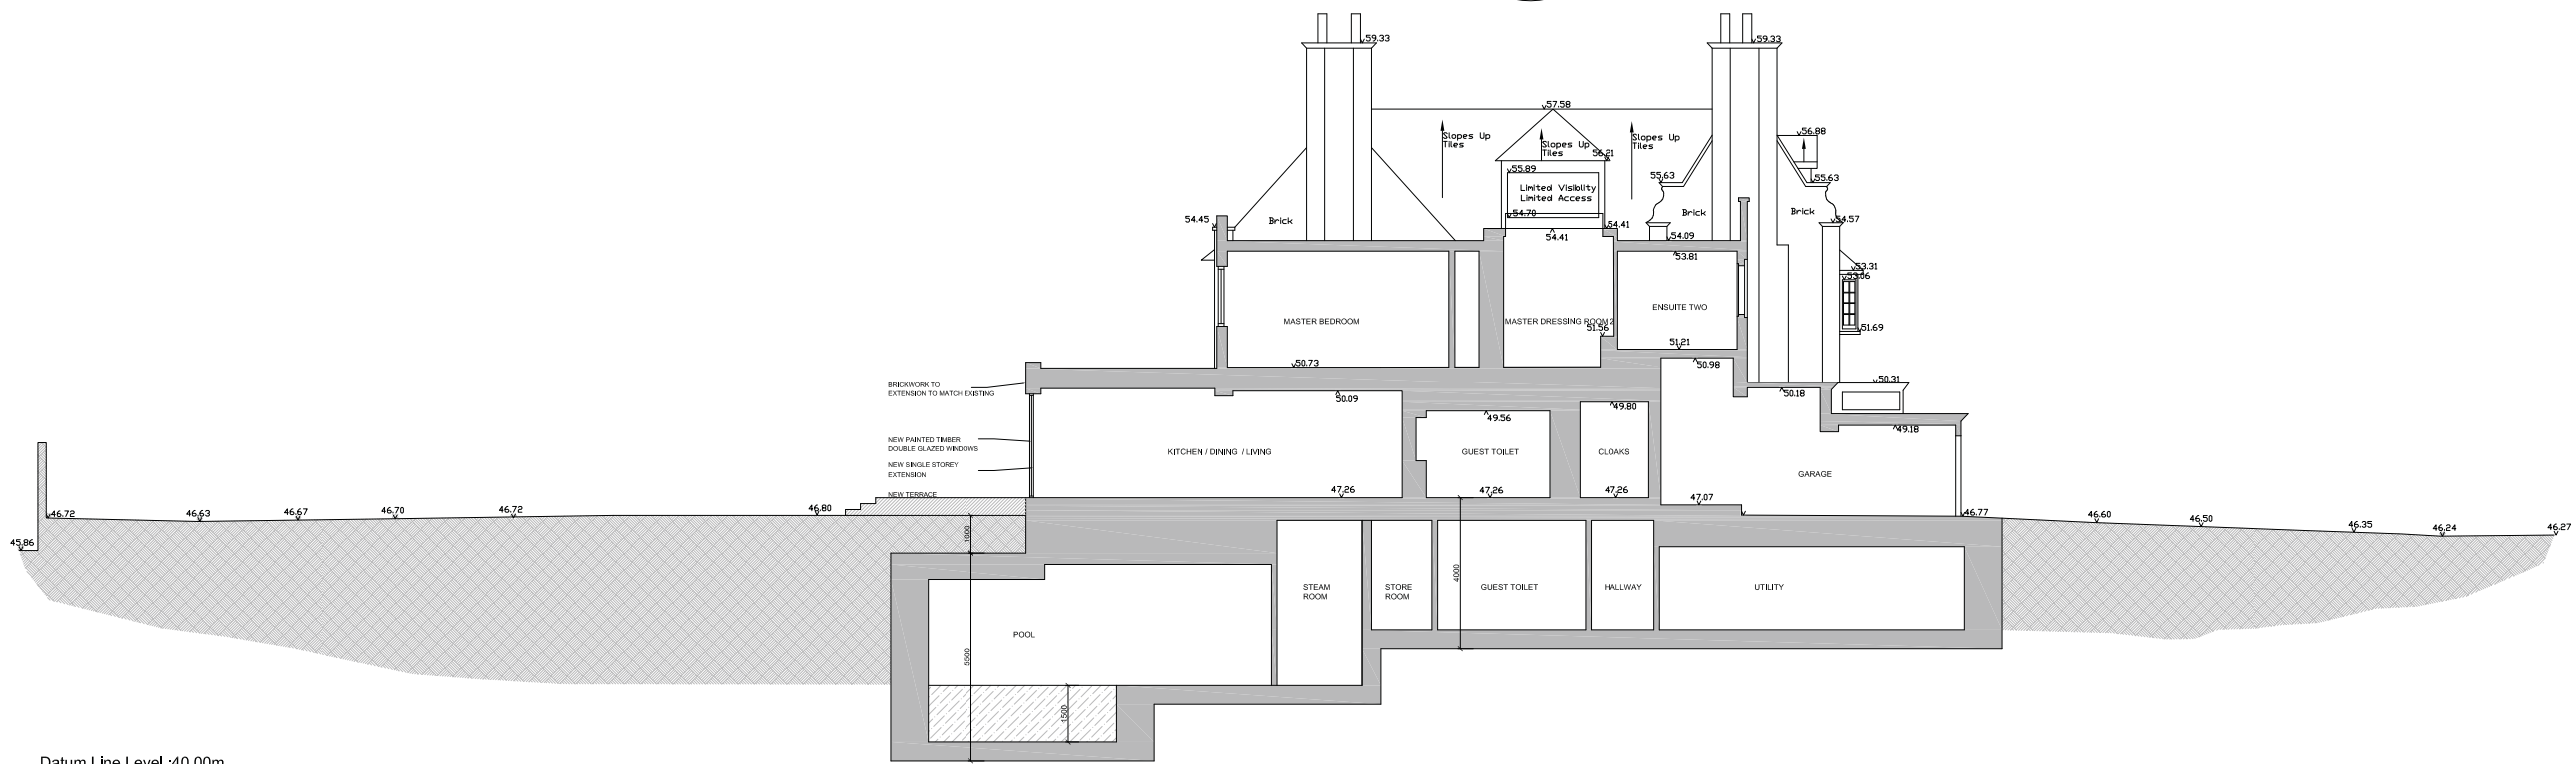 59.33
59.33
57.58
Slopes Up
Tiles
Slopes Up
Tiles
Slopes Up
Tiles
56.88
56.21
55.89
55.63
55.63
Limited Visiblity
Limited Access
54.70
54.45
Brick
Brick
Brick
54.57
54.41
54.41
54.09
53.81
53.31
53.06
MASTER BEDROOM
MASTER DRESSING ROOM 2
ENSUITE TWO
51.56
51.69
51.21
50.73
50.98
BRICKWORK TO
EXTENSION TO MATCH EXISTING
50.09
50.18
50.31
49.80
49.56
49.18
NEW PAINTED TIMBER
DOUBLE GLAZED WINDOWS
KITCHEN / DINING / LIVING
GUEST TOILET
CLOAKS
NEW SINGLE STOREY
EXTENSION
GARAGE
NEW TERRACE
47.26
47.26
47.26
47.07
46.72
46.63
46.67
46.70
46.72
46.80
46.77
46.60
46.50
46.35
46.24
46.27
45.86
1000
4000
STEAM
ROOM
STORE
ROOM
GUEST TOILET
HALLWAY
UTILITY
POOL
5500
1500
Datum Line Level :40.00m